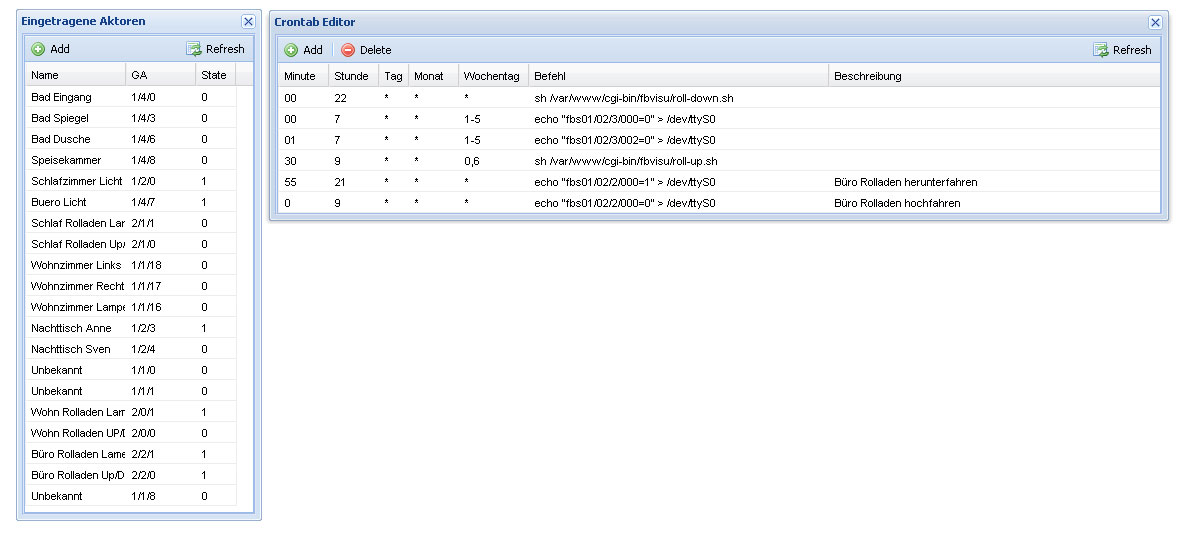 Eingetragene Aktoren
Add Refresh
Name GA State
Bad Eingang 1/4/0 0
Bad Spiegel 1/4/3 0
Bad Dusche 1/4/6 0
Speisekammer 1/4/8 0
Schlafzimmer Licht 1/2/0 1
Buero Licht 1/4/7 1
Schlaf Rolladen Lar 2/1/1 0
Schlaf Rolladen Up/ 2/1/0 0
Wohnzimmer Links 1/1/18 0
Wohnzimmer Recht 1/1/17 0
Wohnzimmer Lampe 1/1/16 0
Nachttisch Anne 1/2/3 1
Nachttisch Sven 1/2/4 0
Unbekannt 1/1/0 0
Unbekannt 1/1/1 0
Wohn Rolladen Lar 2/0/1 1
Wohn Rolladen UP/ 2/0/0 0
Büro Rolladen Lame 2/2/1 1
Büro Rolladen Up/D 2/2/0 1
Unbekannt 1/1/8 0
Crontab Editor
Add Delete Refresh
Minute Stunde Tag Monat Wochentag Befehl Beschreibung
00 22 * * * sh /var/www/cgi-bin/fbvisu/roll-down.sh
00 7 * * 1-5 echo "fbs01/02/3/000=0" > /dev/ttyS0
01 7 * * 1-5 echo "fbs01/02/3/002=0" > /dev/ttyS0
30 9 * * 0,6 sh /var/www/cgi-bin/fbvisu/roll-up.sh
55 21 * * * echo "fbs01/02/2/000=1" > /dev/ttyS0 Büro Rolladen herunterfahren
0 9 * * * echo "fbs01/02/2/000=0" > /dev/ttyS0 Büro Rolladen hochfahren